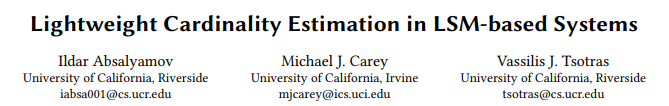 Lightweight Cardinality Estimation in LSM-based Systems
Ildar Absalyamov
University of California, Riverside
iabsa001@cs.ucr.edu
Michael J. Carey
University of California, Irvine
mjcarey@ics.uci.edu
Vassilis J. Tsotras
University of California, Riverside
tsotras@cs.ucr.edu